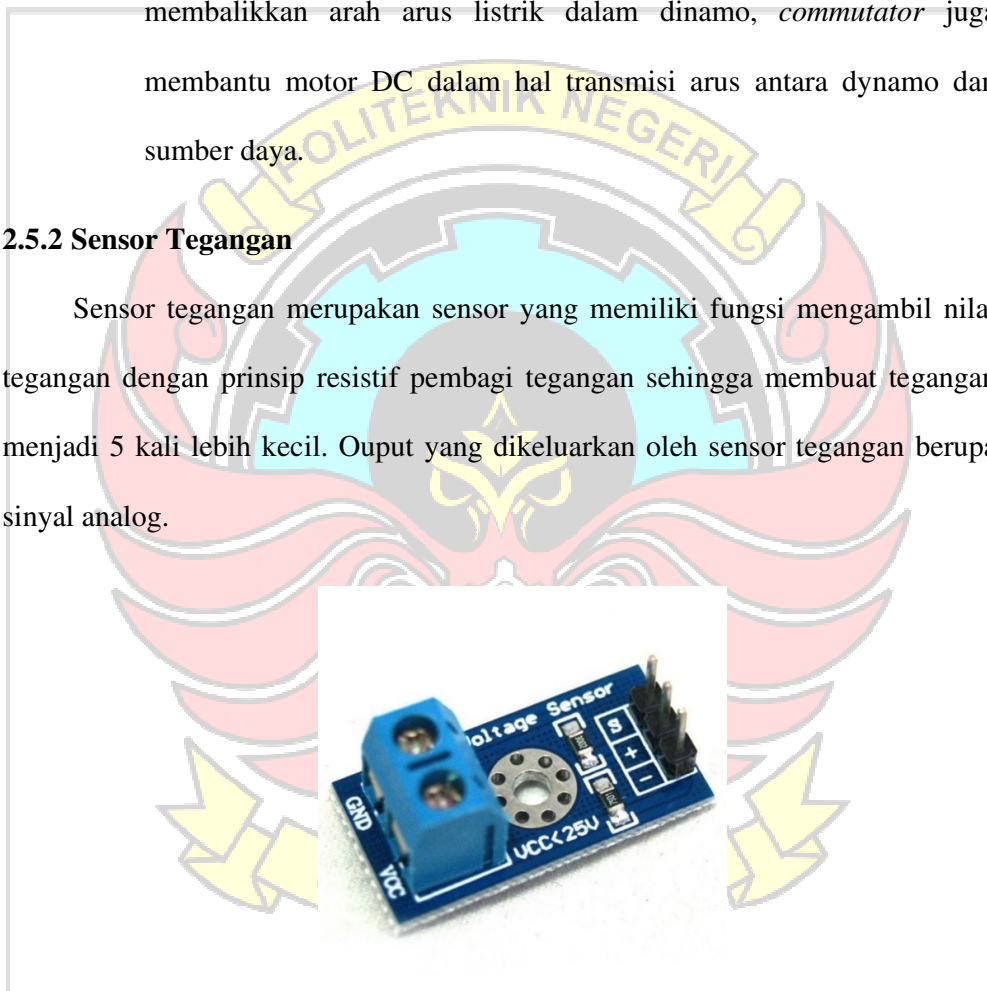 membalikkan arah arus listrik dalam dinamo, commutator juga
membantu motor DC dalam hal transmisi arus antara dynamo dan
sumber daya.
POLITEKNIK NEGERI
2.5.2 Sensor Tegangan
Sensor tegangan merupakan sensor yang memiliki fungsi mengambil nila
tegangan dengan prinsip resistif pembagi tegangan sehingga membuat tegangan
menjadi 5 kali lebih kecil. Ouput yang dikeluarkan oleh sensor tegangan berupa
sinyal analog.
Voltage Sensor
S
+
-
GND
VCC
VCC<25V